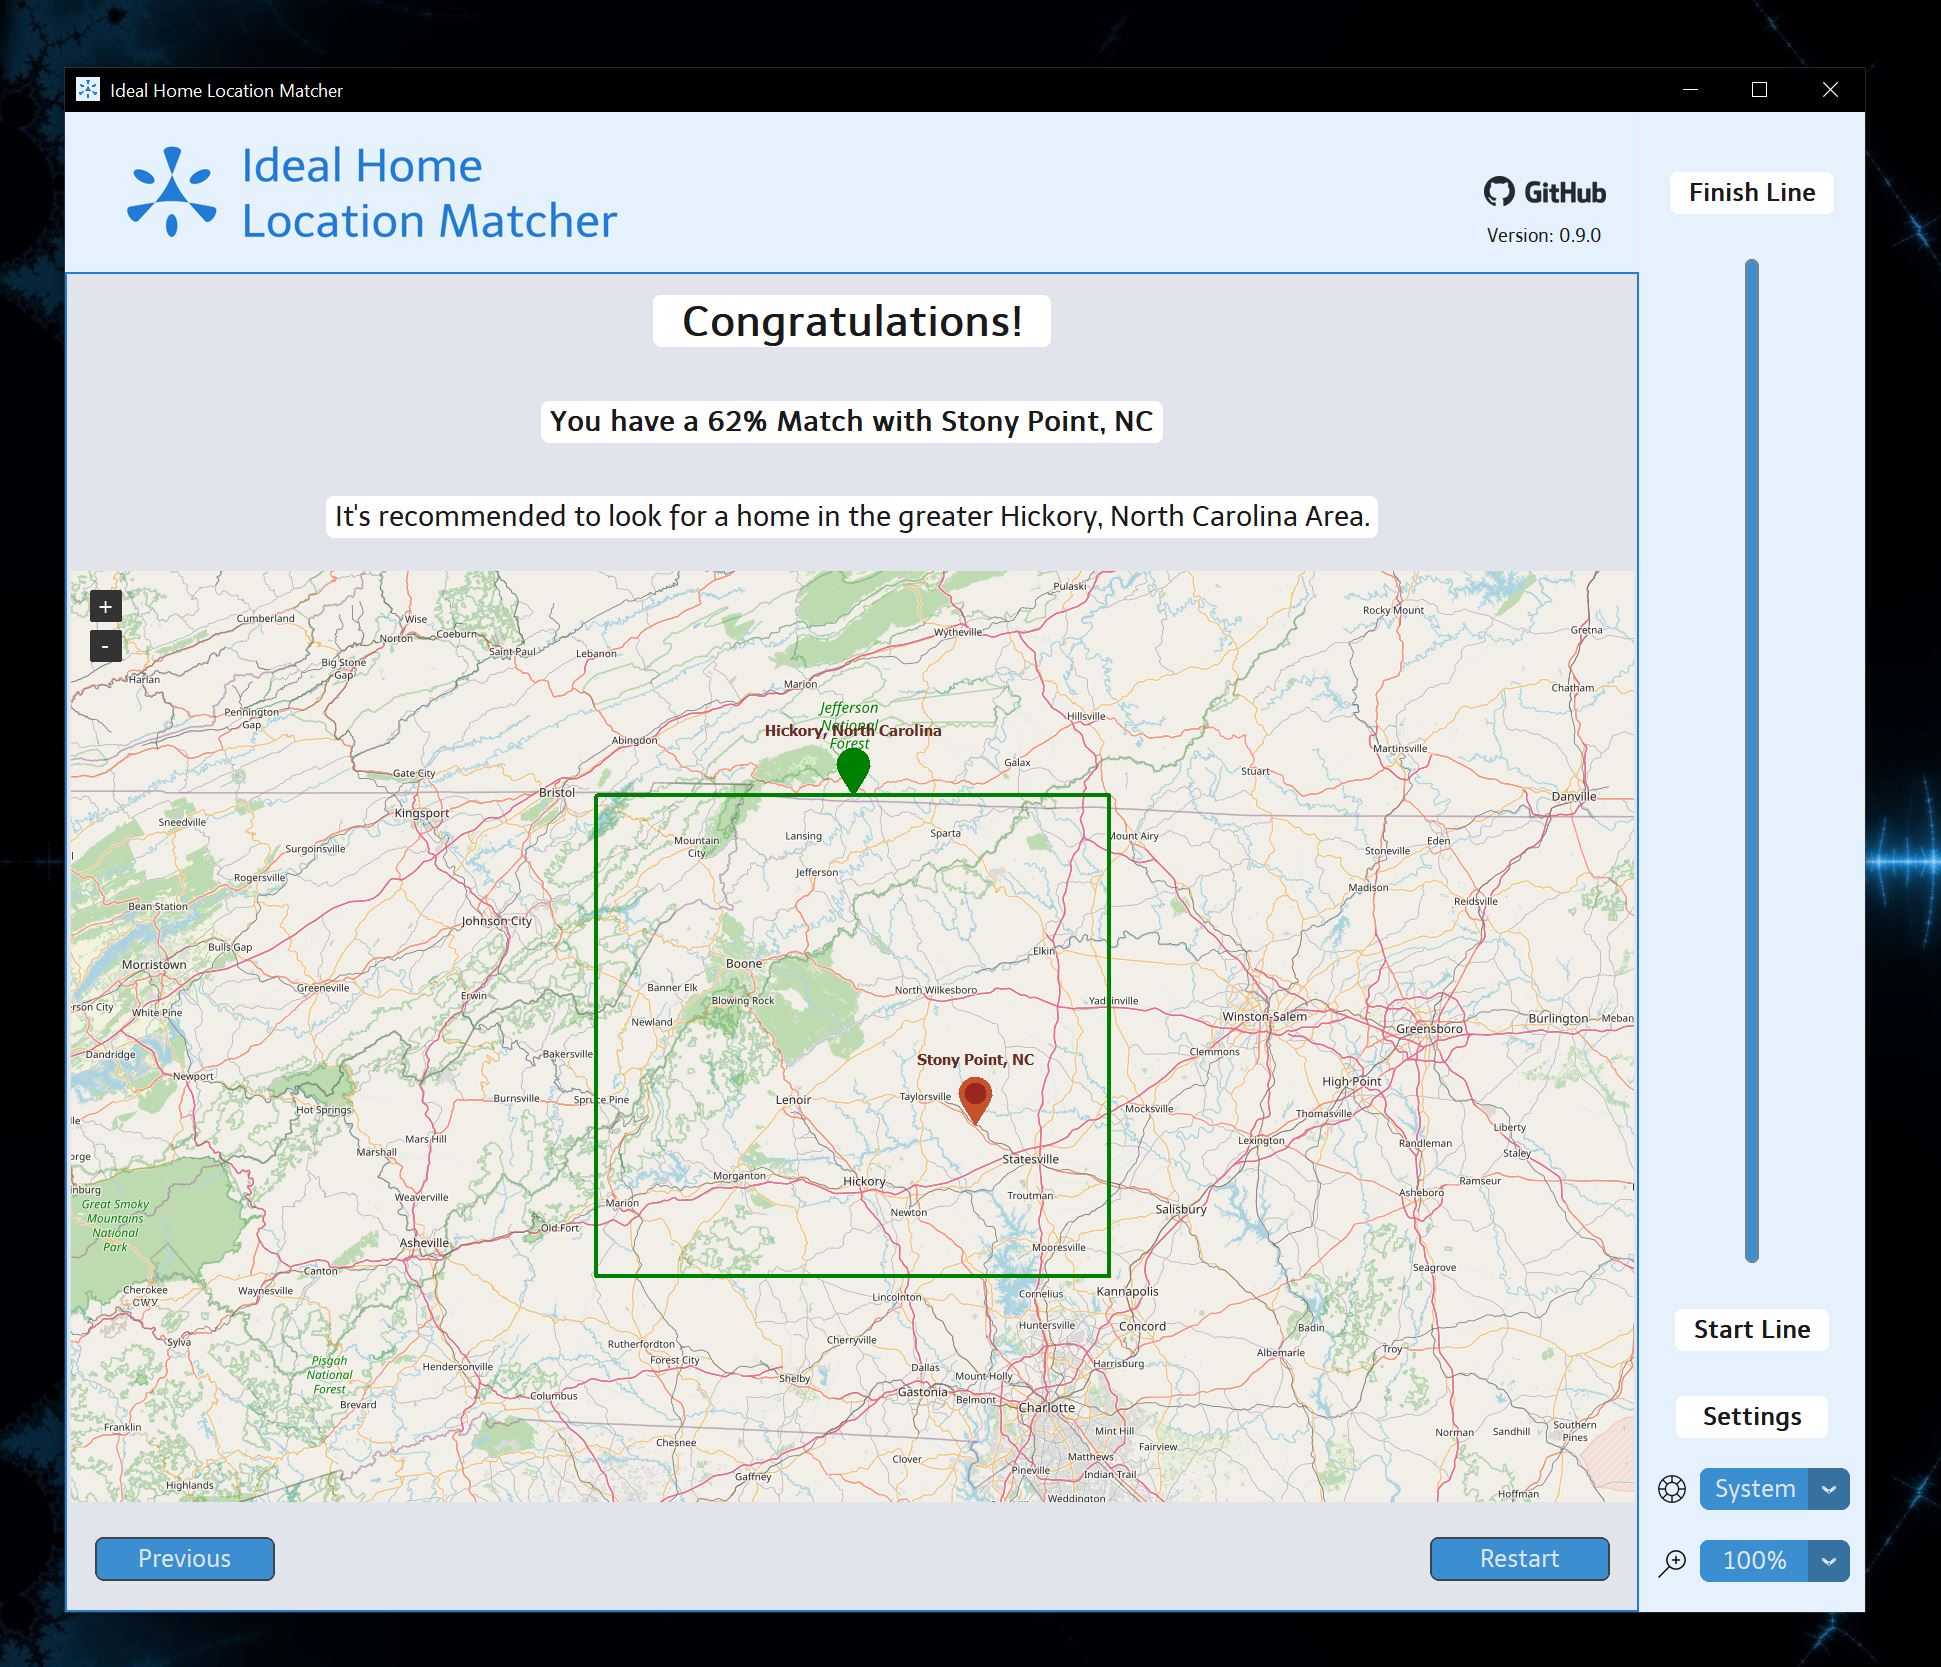 Ideal Home Location Matcher
Ideal Home
Location Matcher
GitHub
Version: 0.9.0
Finish Line
Congratulations!
You have a 62% Match with Stony Point, NC
It's recommended to look for a home in the greater Hickory, North Carolina Area.
+
-
Pulaski
Rocky Mount
Cumberland
Wise
Norton
Coeburn
Gretna
Wytheville
Saint Paul
Lebanon
Big Stone
Gap
Harlan
Marion
Chatham
Pennington
Gap
Jefferson
National
Forest
Hickory, North Carolina
Hillsville
Abingdon
Martinsville
Galax
Stuart
Gate City
Bristol
Danville
Kingsport
Sneedville
Mountain
City
Lansing
Sparta
Mount Airy
Eden
Surgoinsville
Stoneville
Rogersville
Jefferson
Madison
Reidsville
Bean Station
Johnson City
Bulls Gap
Elkin
Morristown
Boone
Greeneville
Erwin
Banner Elk
Blowing Rock
North Wilkesboro
Yadkinville
rson City
White Pine
Newland
Winston-Salem
Greensboro
Burlington
Meban
Dandridge
Bakersville
Stony Point, NC
Clemmons
Newport
High Point
Hot Springs
Burnsville
Spruce Pine
Lenoir
Taylorsville
Mocksville
Thomasville
lle
Mars Hill
Marshall
Lexington
Randleman
Liberty
Staley
orge
Statesville
Morganton
Hickory
inburg
Great Smoky
Mountains
National
Park
Weaverville
Marion
Newton
Troutman
Salisbury
Asheboro
Ramseur
Old Fort
Asheville
Mooresville
Canton
Seagrove
Cherokee
ᏣᎳᎩ
Waynesville
Lincolnton
Cornelius
Kannapolis
Sylva
Rutherfordton
Forest City
Cherryville
Huntersville
Concord
Badin
Albemarle
Troy
Pisgah
National
Forest
Hendersonville
Shelby
Dallas
Mount Holly
Harrisburg
Columbus
Gastonia
Belmont
Charlotte
Brevard
Franklin
Chesnee
Clover
Mint Hill
Fairview
Matthews
Norman
Sandhill
Southern
Pines
Highlands
Gaffney
Pineville
Indian Trail
Weddington
Hoffman
Start Line
Settings
System
100%
Previous
Restart